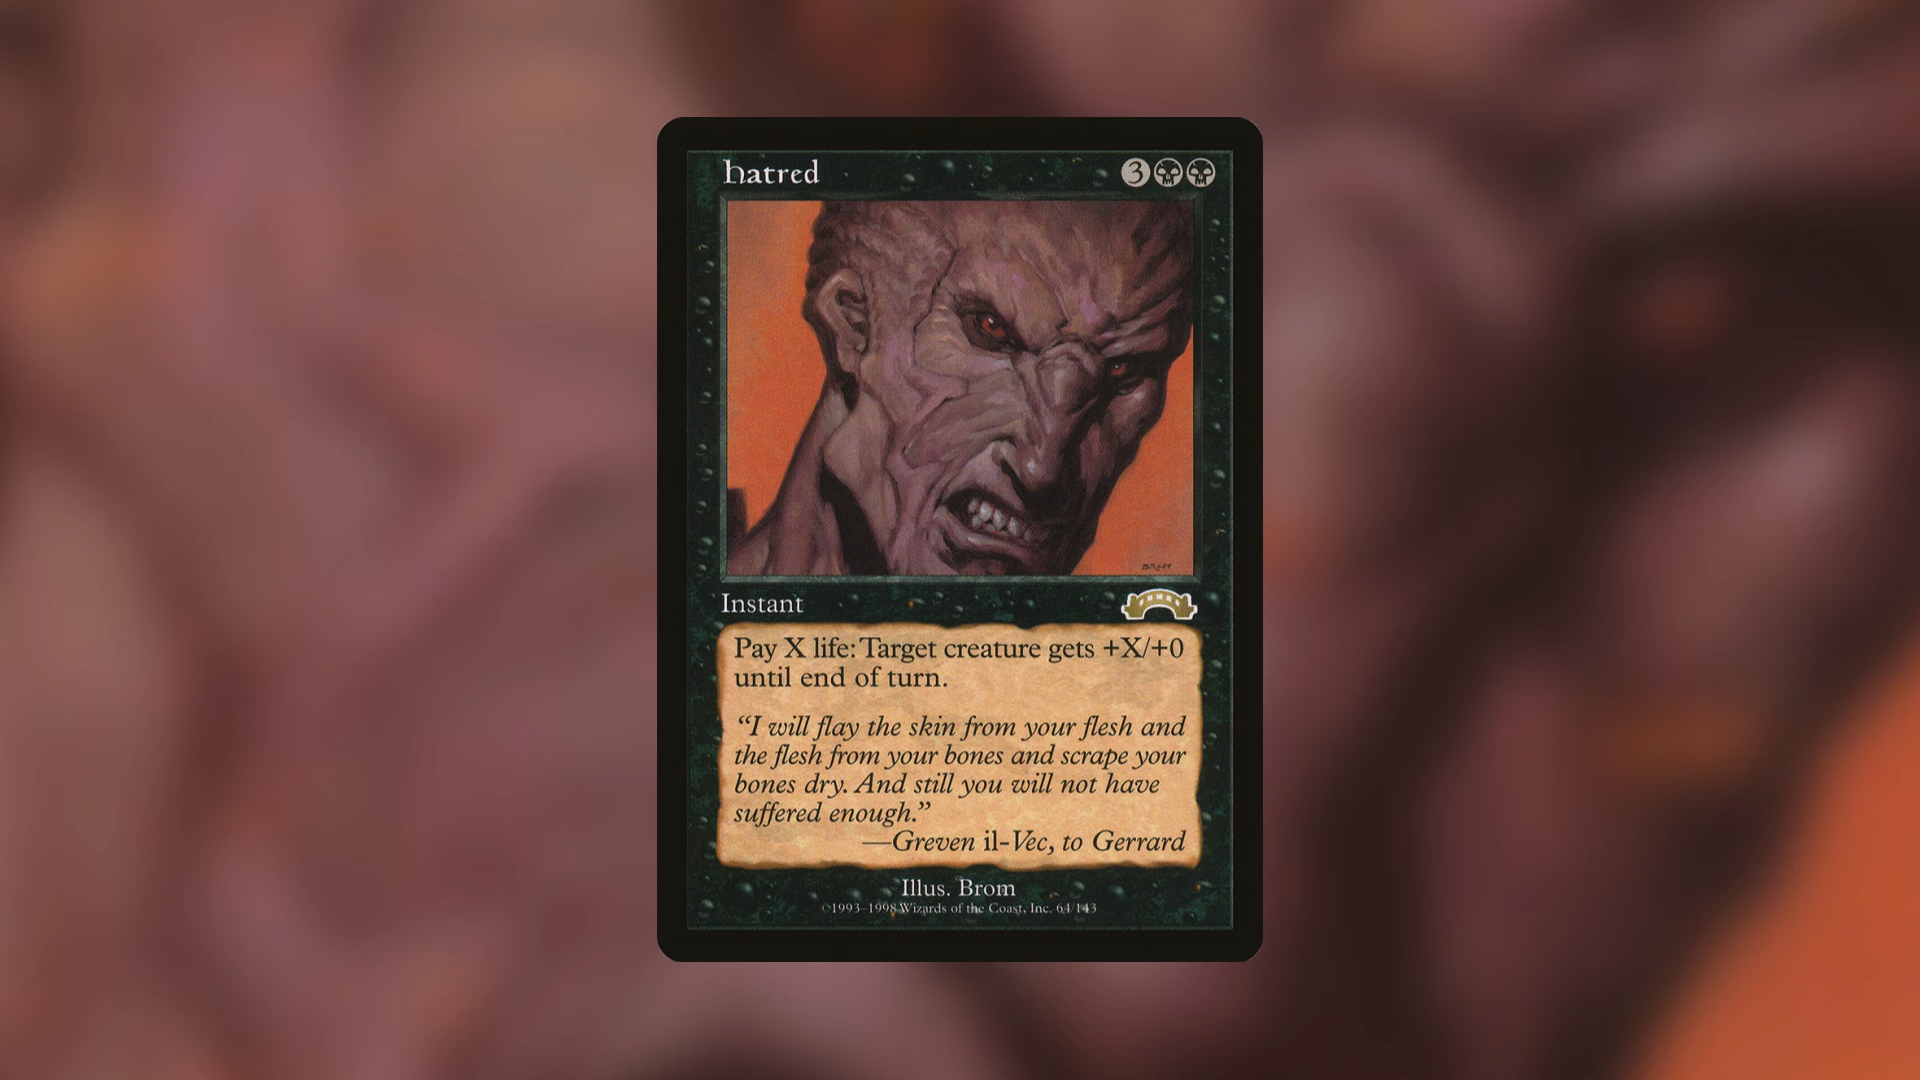 hatred
3
BROM
Instant
Pay X life: Target creature gets +X/+0
until end of turn.
“I will flay the skin from your flesh and
the flesh from your bones and scrape your
bones dry. And still you will not have
suffered enough.”
—Greven il-Vec, to Gerrard
Illus. Brom
©1993–1998 Wizards of the Coast, Inc. 64/143